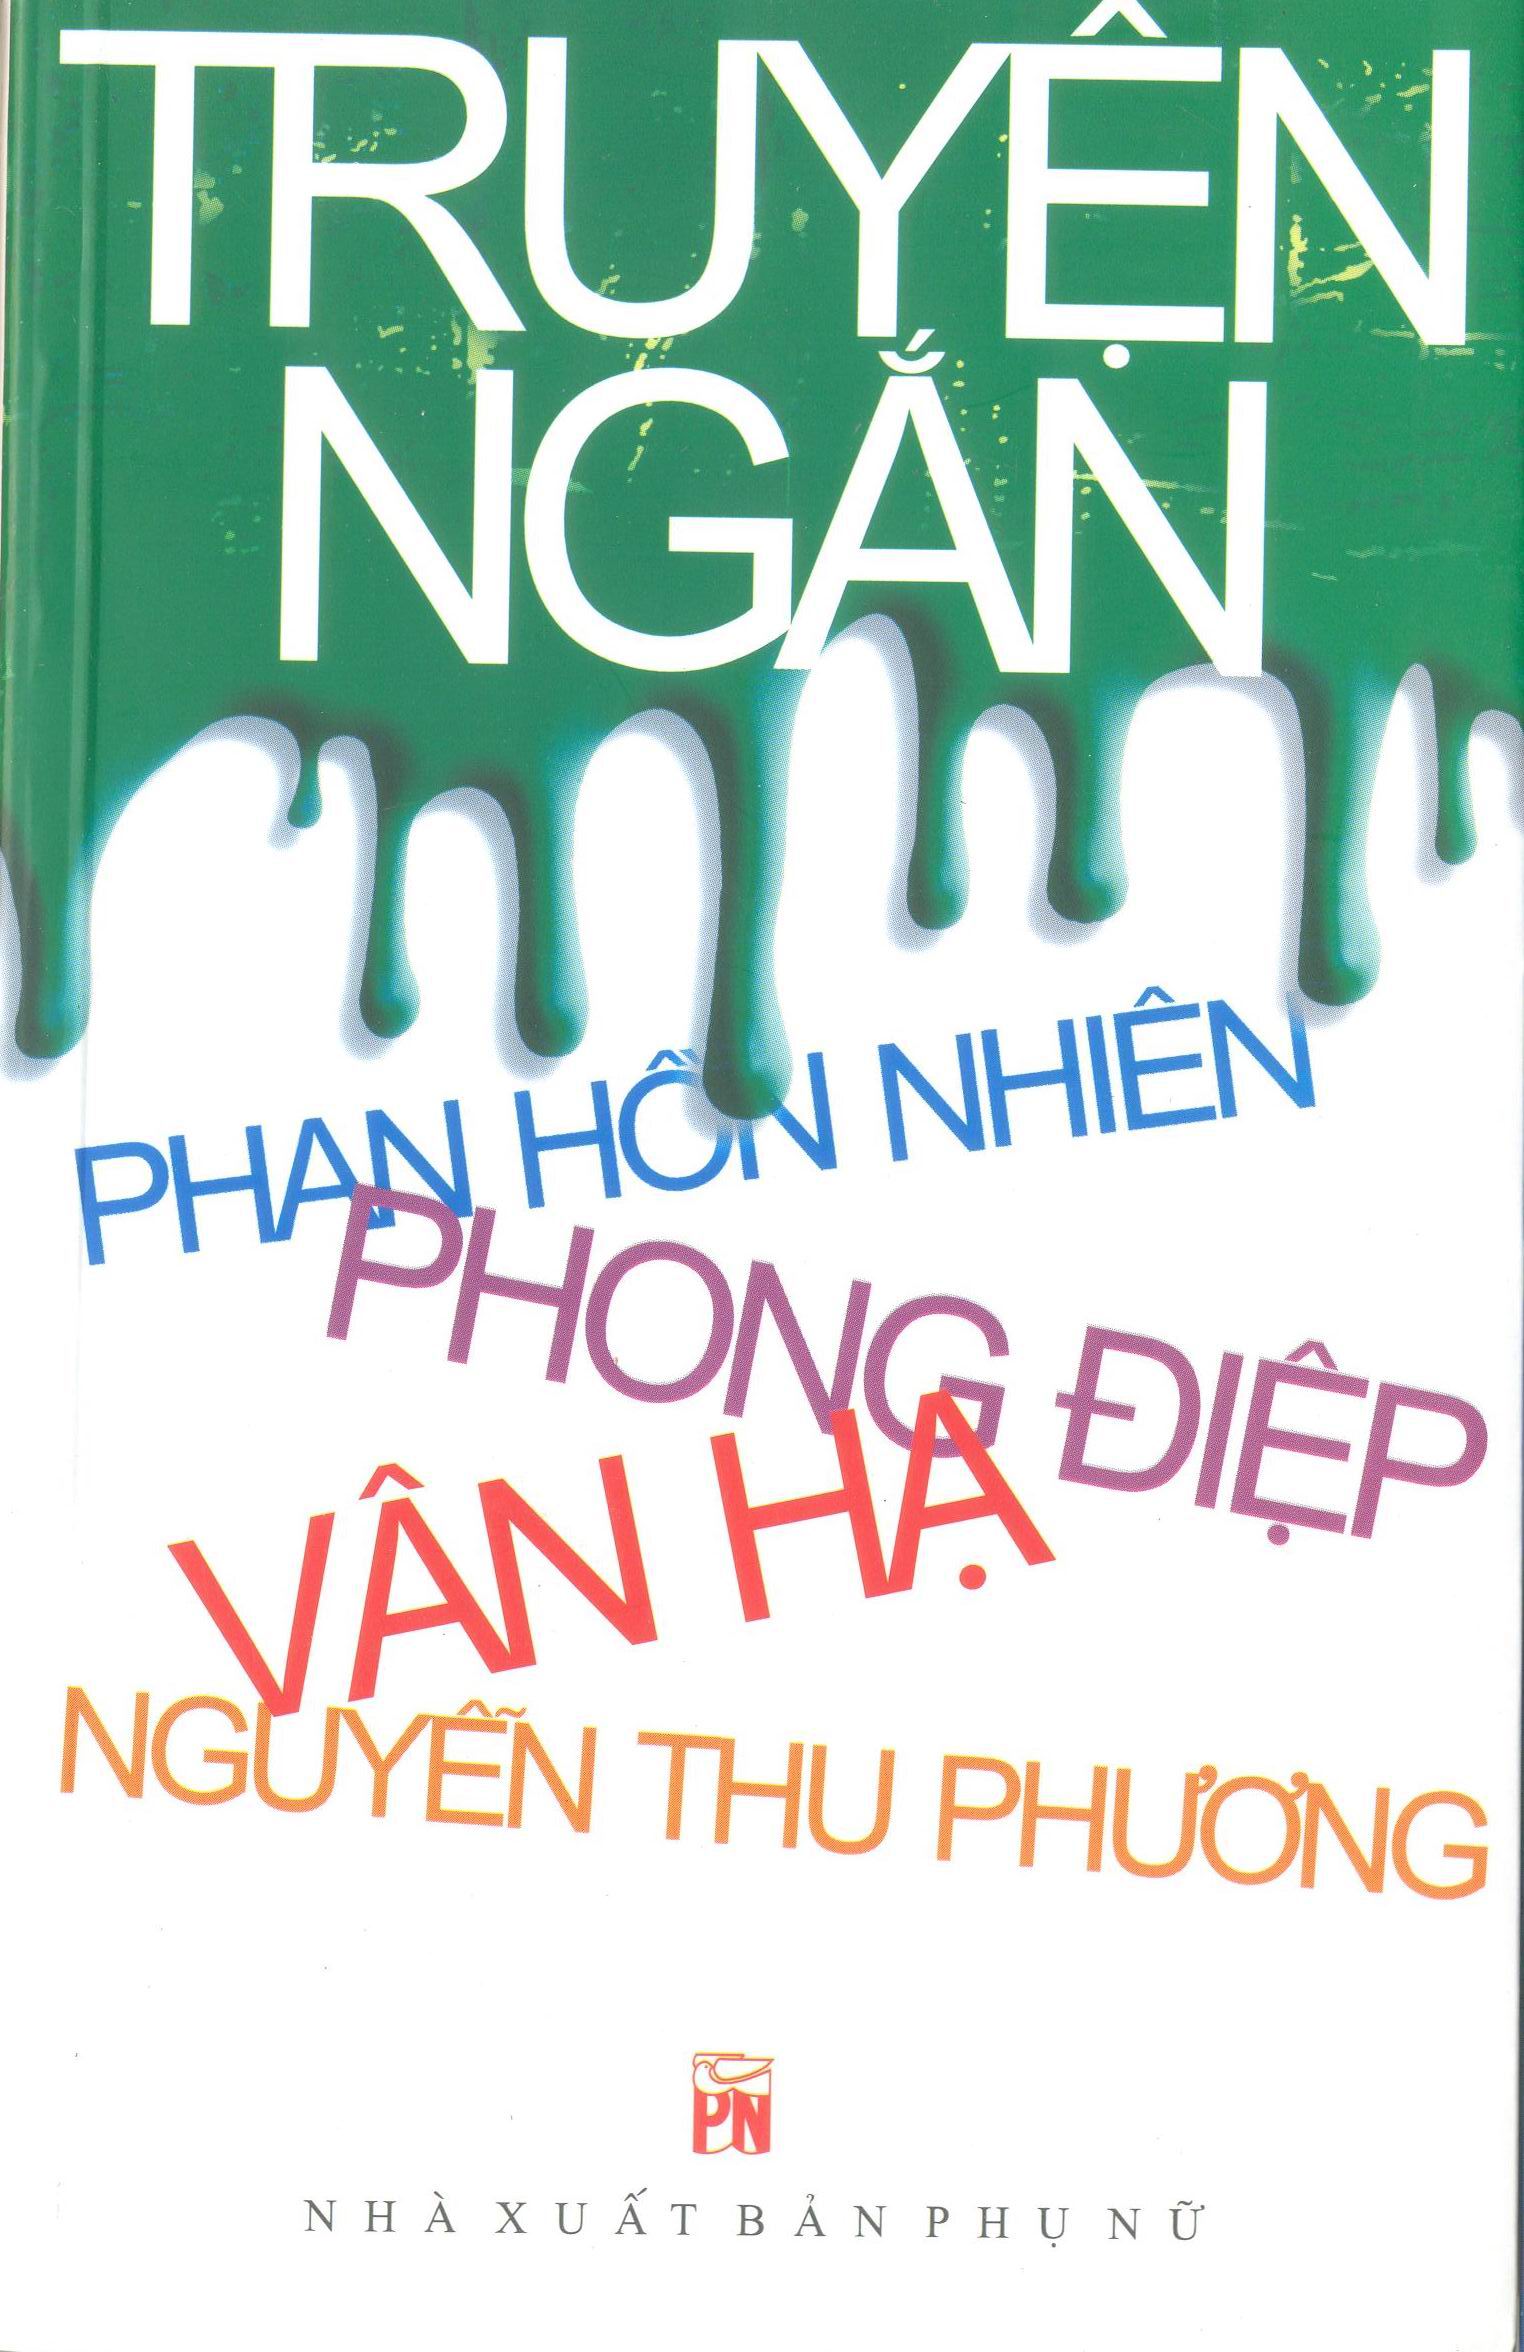 TRUYỆN
NGẮN
PHAN HỒN NHIÊN
PHONG ĐIỆP
VÂN HẠ
NGUYỄN THU PHƯƠNG
PN
NHÀ XUẤT BẢN PHỤ NỮ